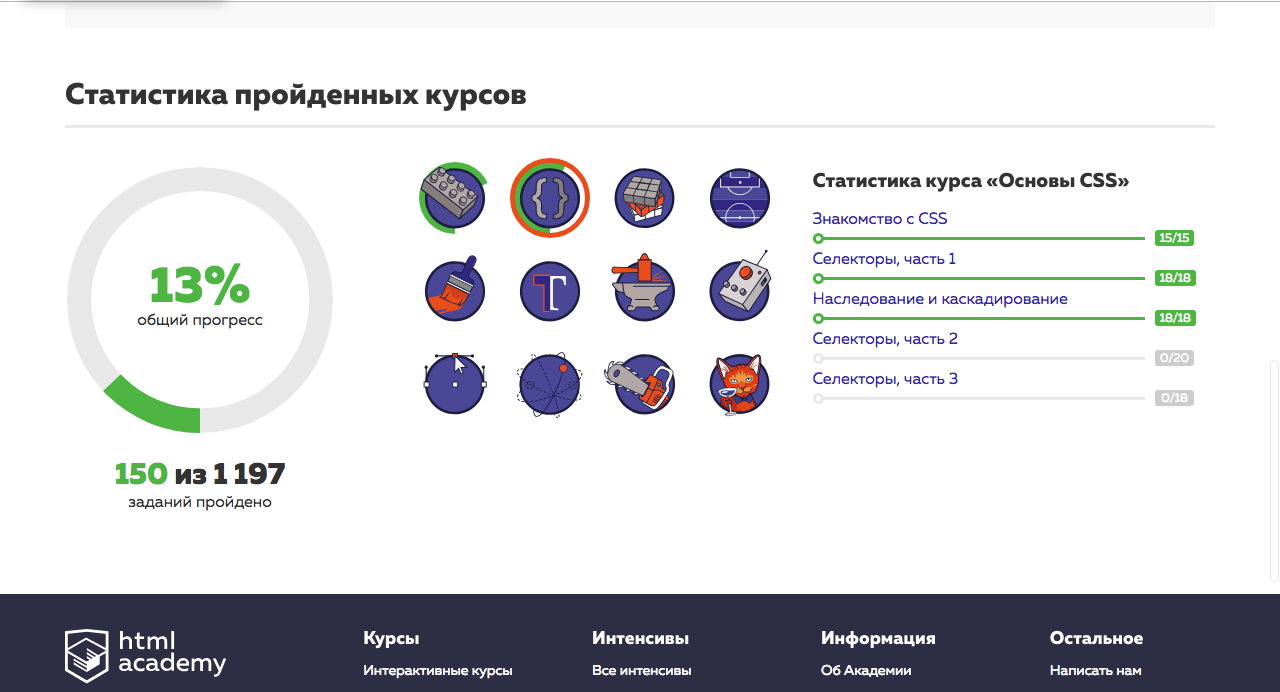 Статистика пройденных курсов
13%
общий прогресс
150 из 1 197
заданий пройдено
{ }
T
Статистика курса «Основы CSS»
Знакомство с CSS
15/15
Селекторы, часть 1
18/18
Наследование и каскадирование
18/18
Селекторы, часть 2
0/20
Селекторы, часть 3
0/18
html
academy
Курсы
Интерактивные курсы
Интенсивы
Все интенсивы
Информация
Об Академии
Остальное
Написать нам